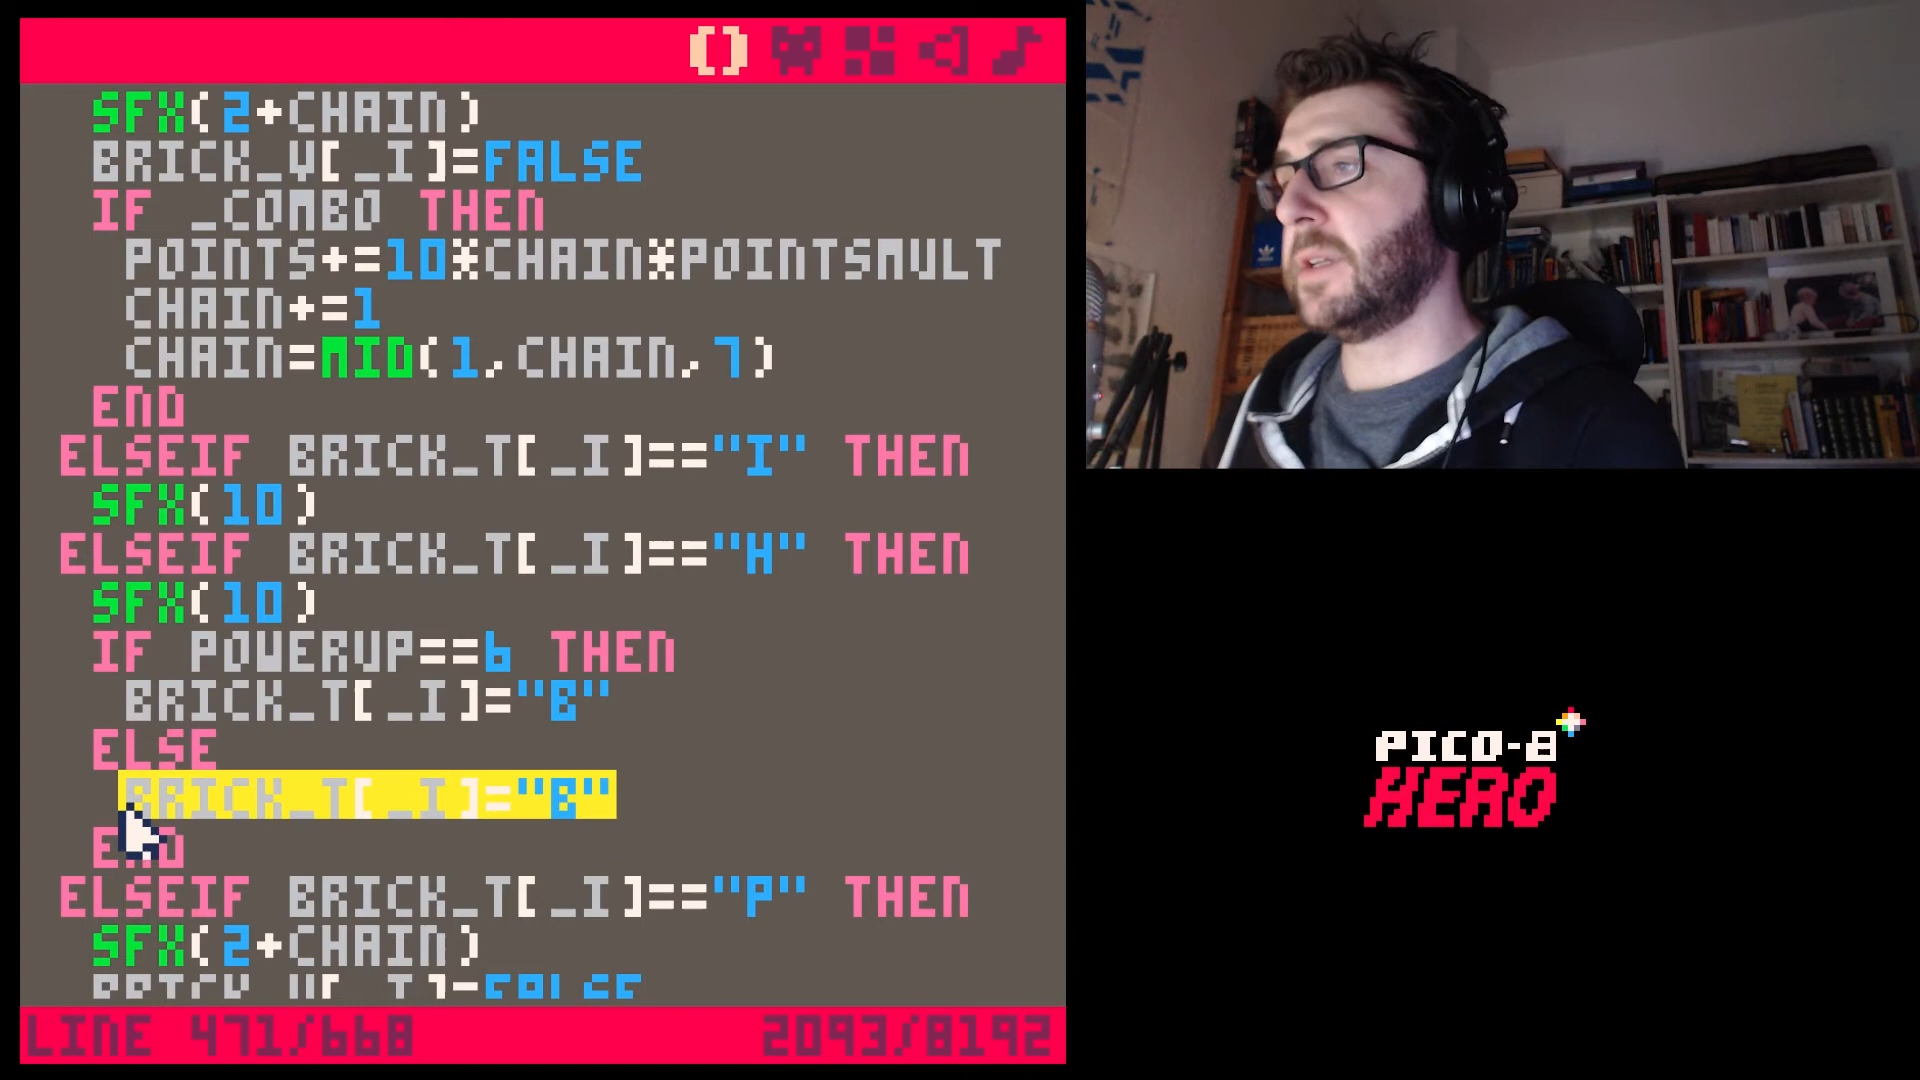 SFX(2+CHAIN)
BRICK_V[_I]=FALSE
IF _COMBO THEN
POINTS+=10*CHAIN*POINTSMULT
CHAIN+=1
CHAIN=MID(1,CHAIN,7)
END
ELSEIF BRICK_T[_I]=="I" THEN
SFX(10)
ELSEIF BRICK_T[_I]=="H" THEN
SFX(10)
IF POWERUP==6 THEN
BRICK_T[_I]="B"
ELSE
BRICK_T[_I]="B"
END
ELSEIF BRICK_T[_I]=="P" THEN
SFX(2+CHAIN)
BRICK_V[_I]=FALSE
LINE 471/668
2093/8192
PICO-8
HERO